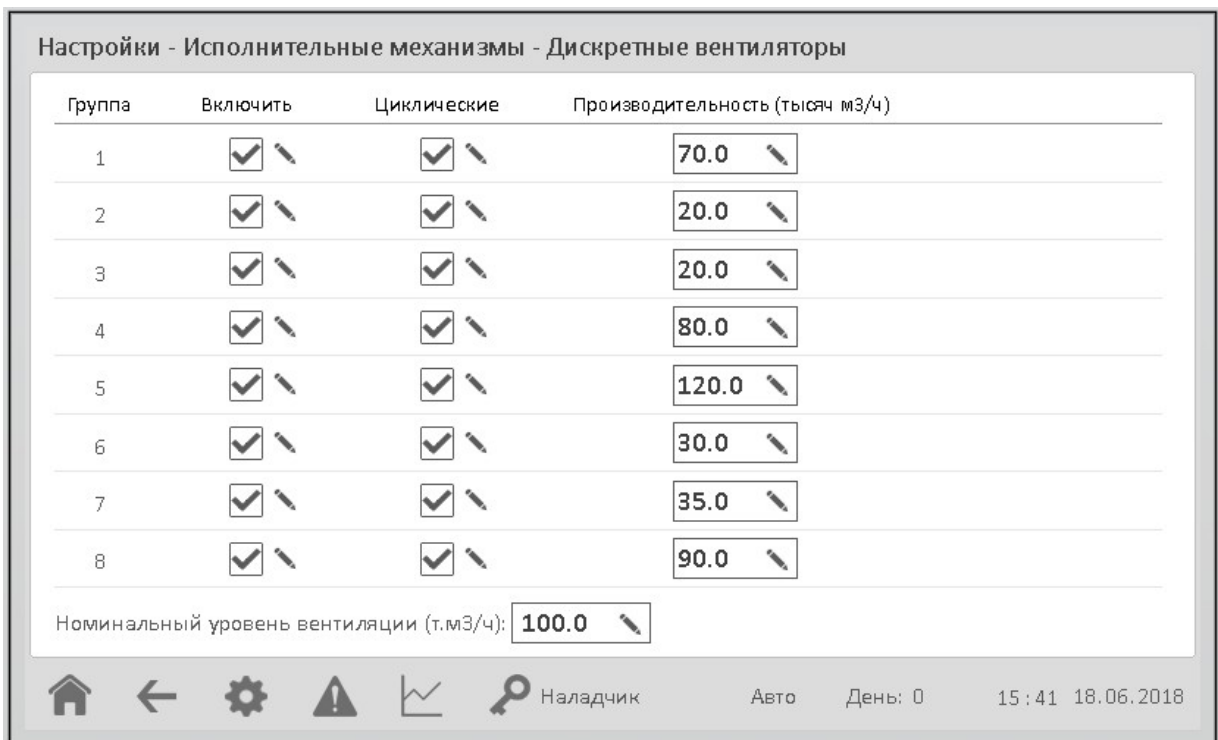 Настройки - Исполнительные механизмы - Дискретные вентиляторы
Группа Включить Циклические Производительность (тысяч м3/ч)
1 70.0
2 20.0
3 20.0
4 80.0
5 120.0
6 30.0
7 35.0
8 90.0
Номинальный уровень вентиляции (т.м3/ч): 100.0
Наладчик Авто День: 0 15:41 18.06.2018